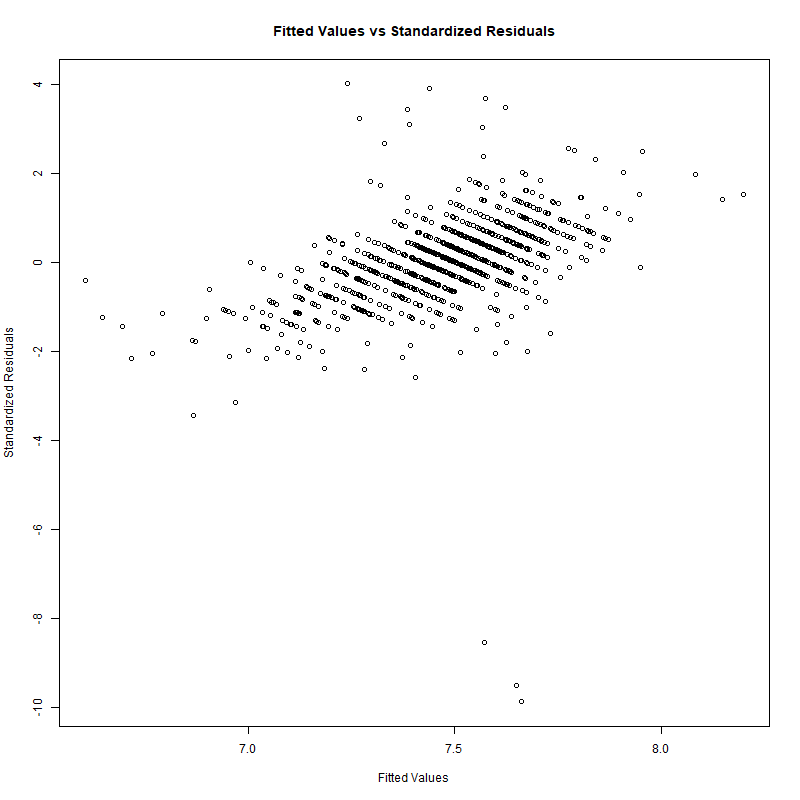 Fitted Values vs Standardized Residuals
4
2
0
-2
-4
-6
-8
-10
Standardized Residuals
7.0 7.5 8.0
Fitted Values